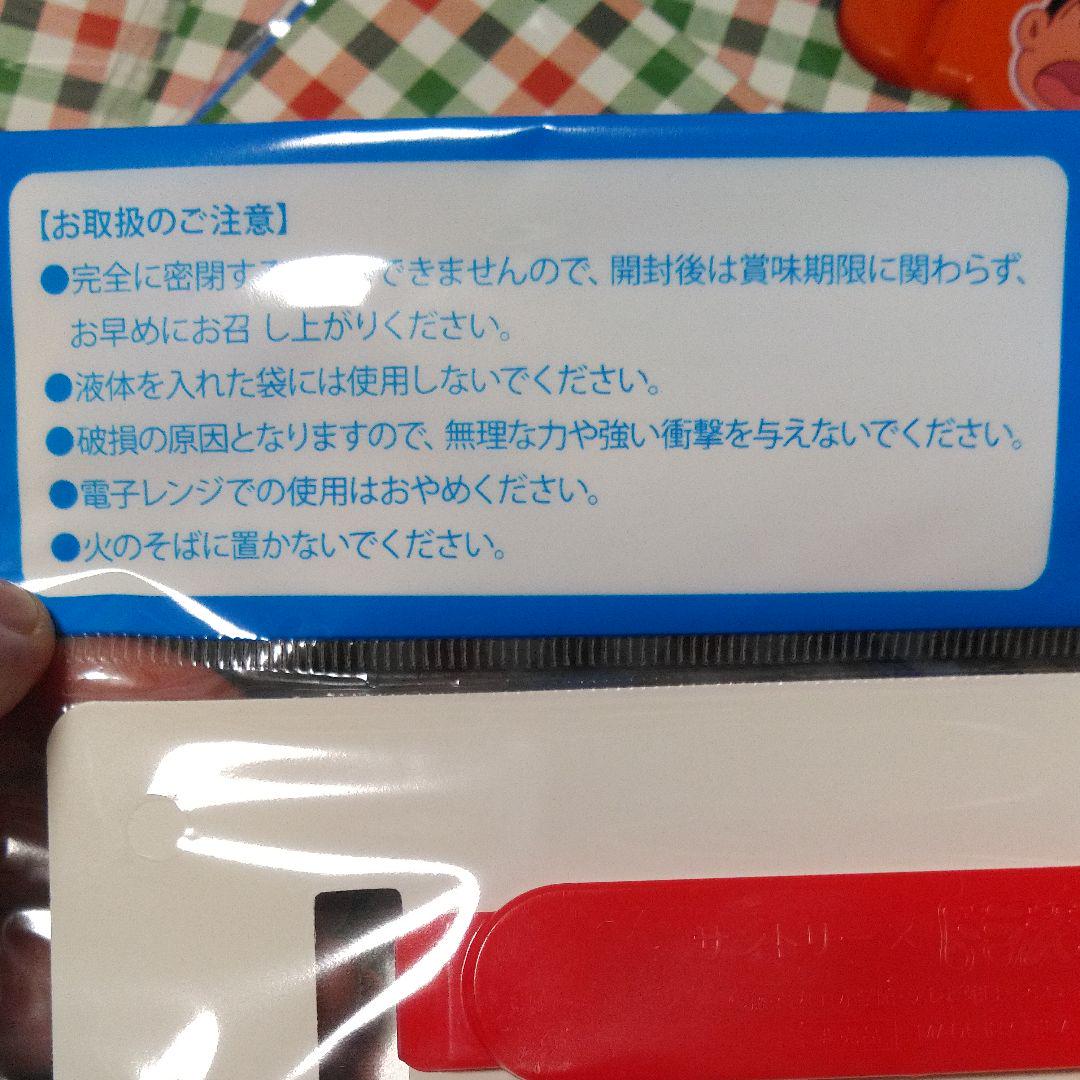 【お取扱のご注意】
●完全に密閉す できませんので、開封後は賞味期限に関わらず、
お早めにお召 し上がりください。
●液体を入れた袋には使用しないでください。
●破損の原因となりますので、無理な力や強い衝撃を与えないでください。
●電子レンジでの使用はおやめください。
●火のそばに置かないでください。
サントリー